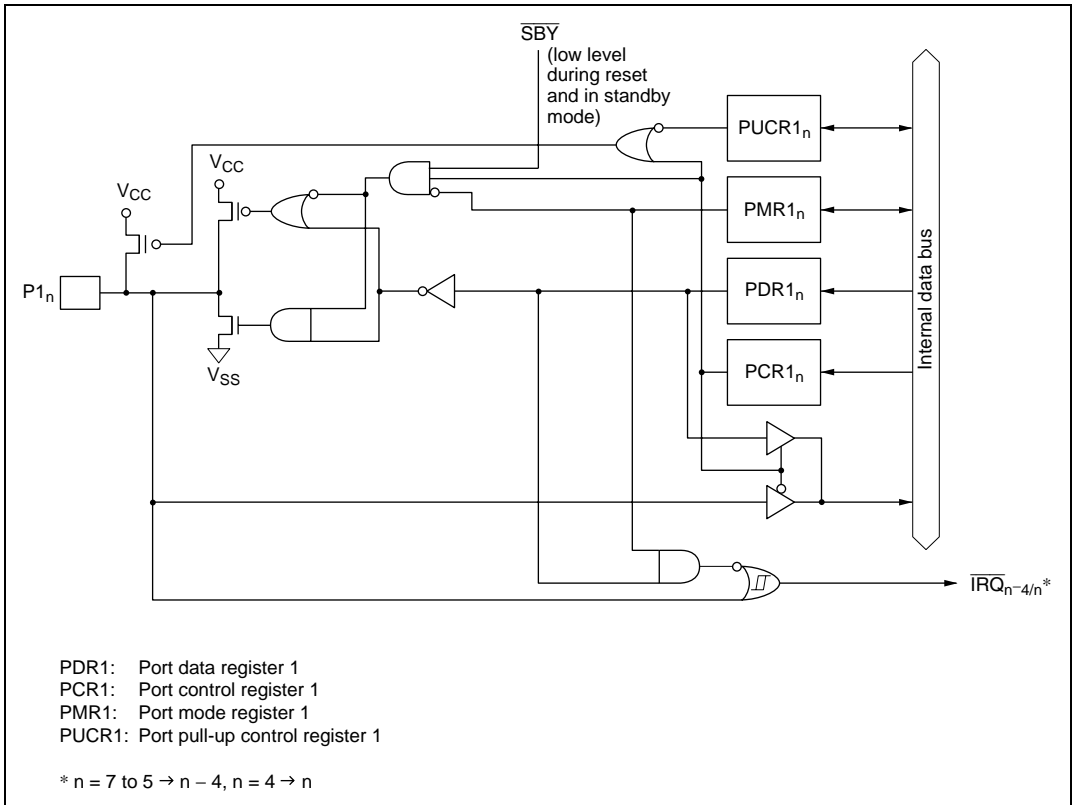 SBY
(low level
during reset
and in standby
mode)
PUCR1n
VCC
VCC
PMR1n
P1n
PDR1n
VSS
PCR1n
Internal data bus
IRQn−4/n*
PDR1: Port data register 1
PCR1: Port control register 1
PMR1: Port mode register 1
PUCR1: Port pull-up control register 1
* n = 7 to 5 → n − 4, n = 4 → n